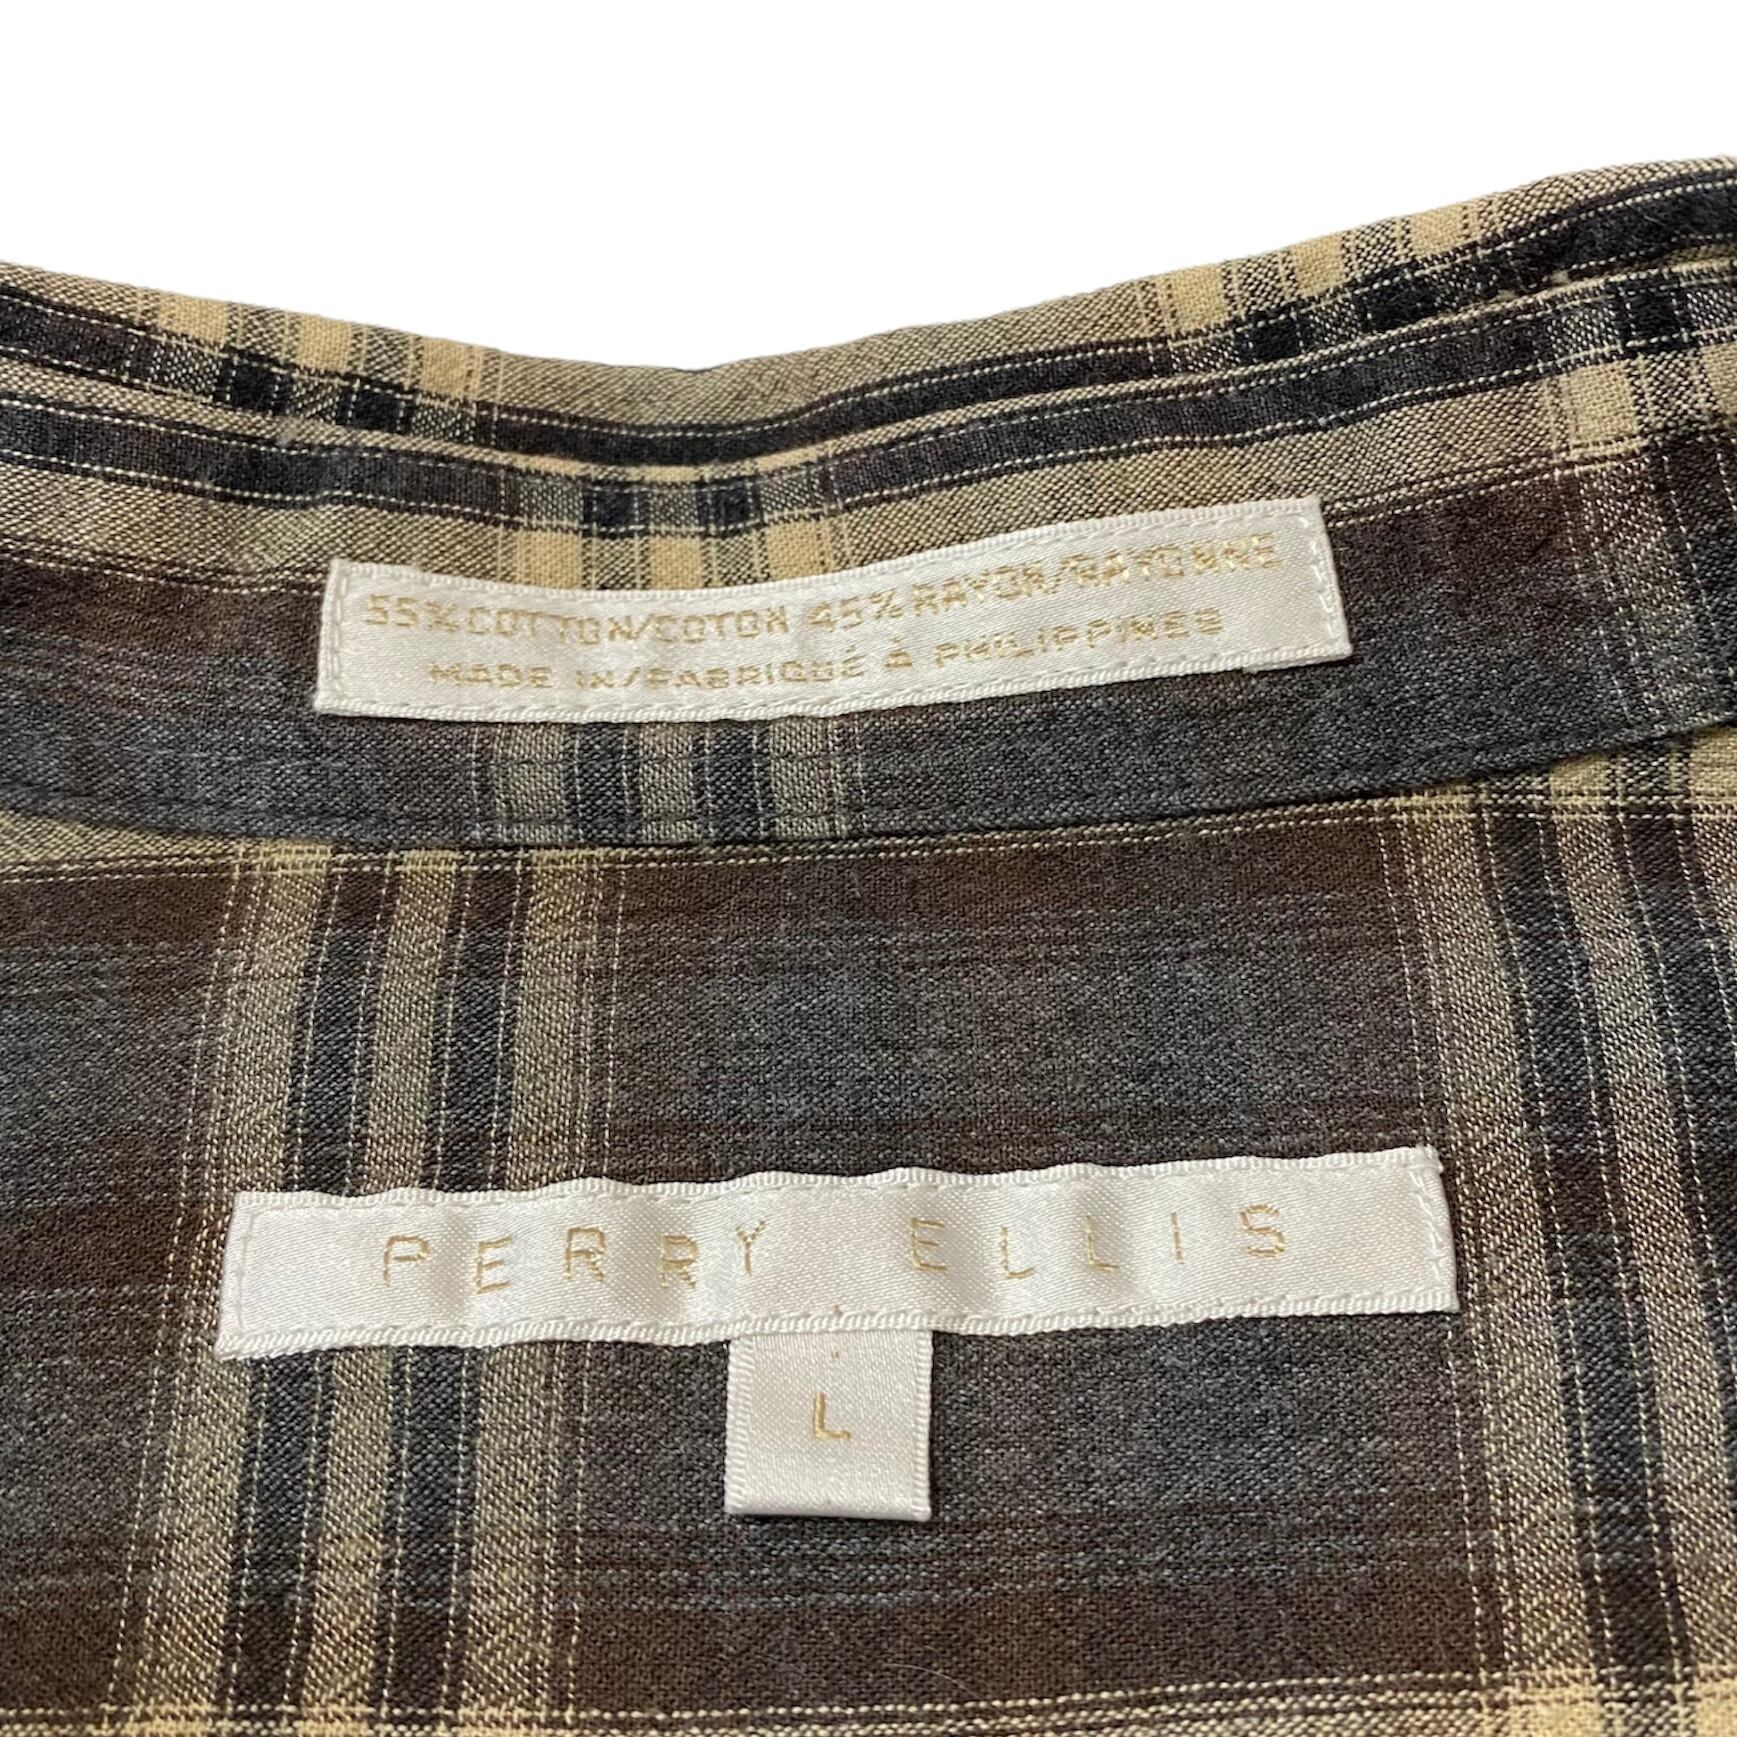 55% COTTON/COTON 45% RAYON/RAYONNE
MADE IN/FABRIQUÉ À PHILIPPINES
PERRY ELLIS
L